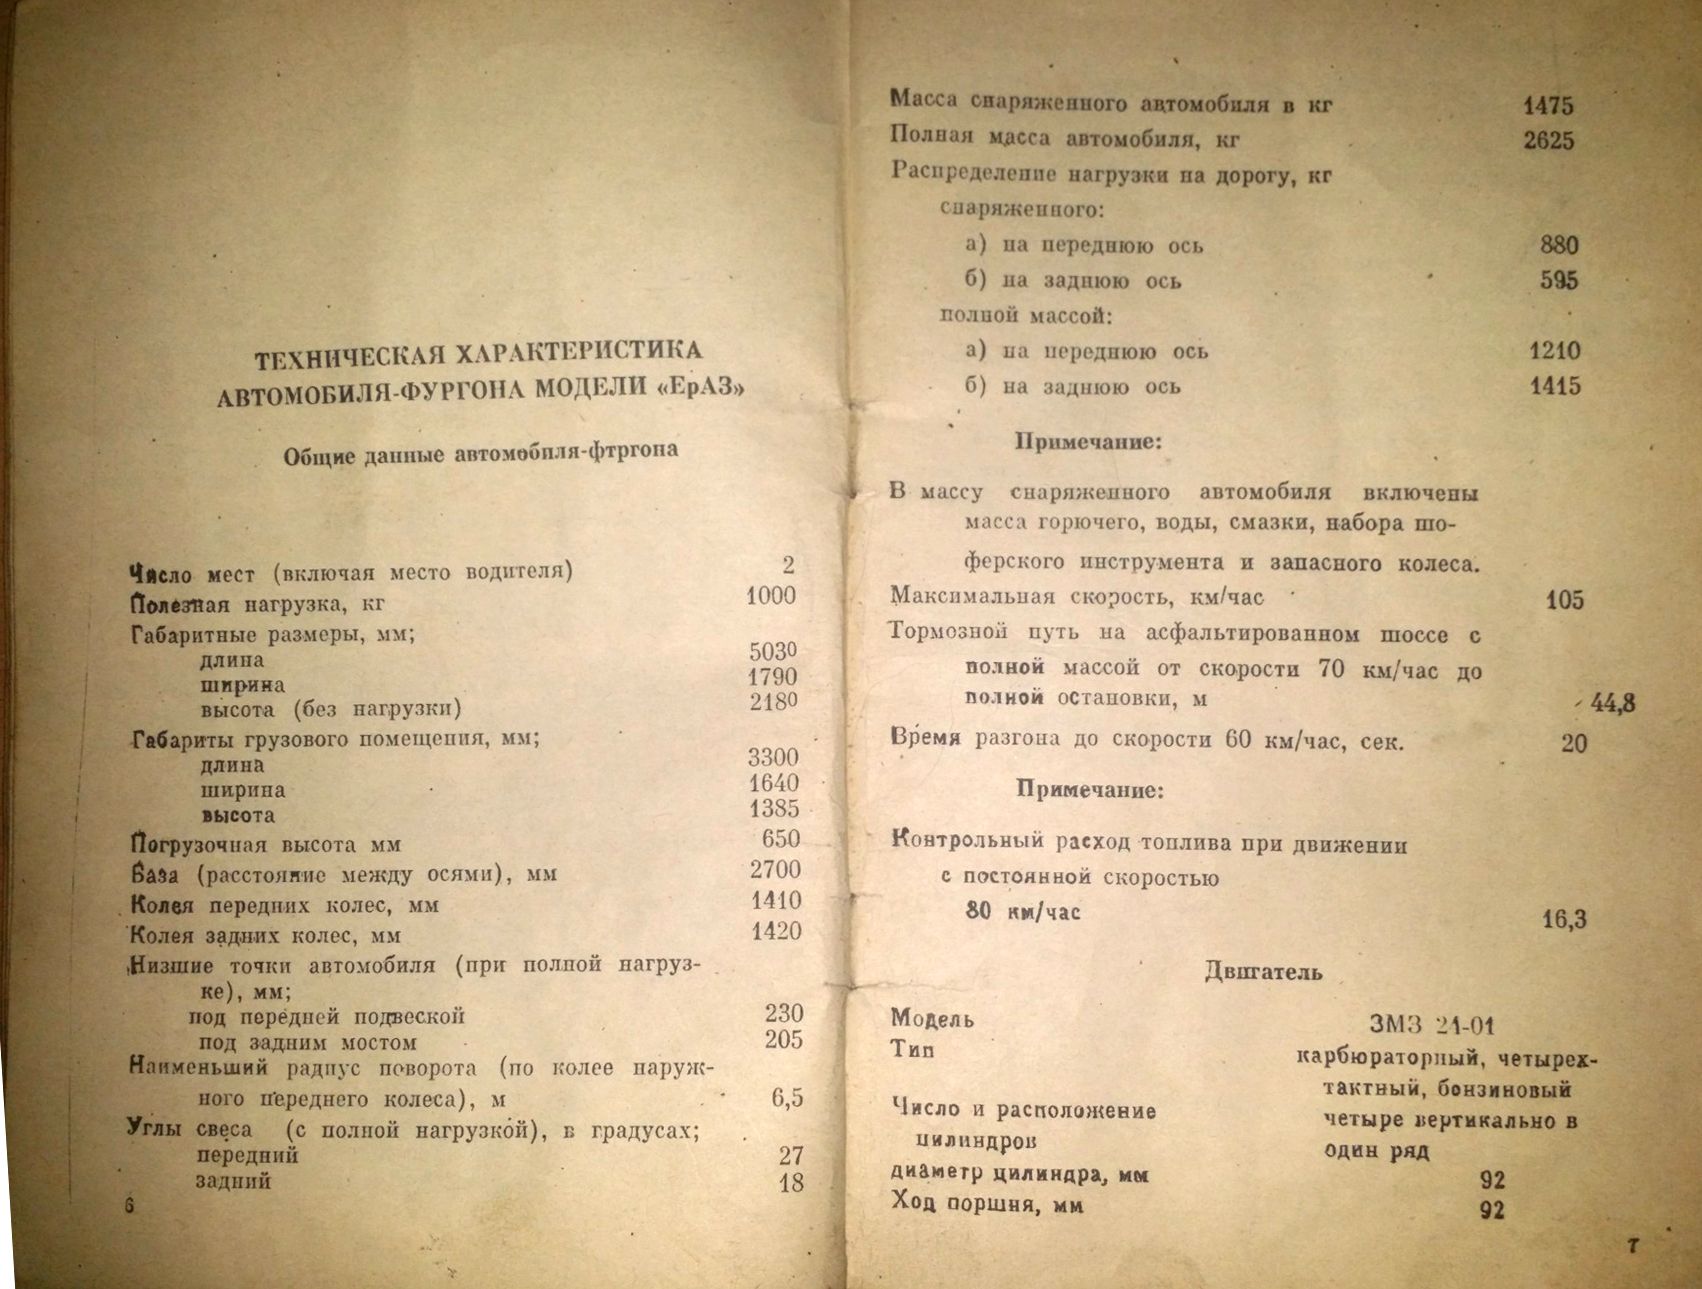 ТЕХНИЧЕСКАЯ ХАРАКТЕРИСТИКА
АВТОМОБИЛЯ-ФУРГОНА МОДЕЛИ «ЕрАЗ»
Общие данные автомобиля-фтргона
Число мест (включая место водителя) 2
Полезная нагрузка, кг 1000
Габаритные размеры, мм;
длина 5030
ширина 1790
высота (без нагрузки) 2180
Габариты грузового помещения, мм;
длина 3300
ширина 1640
высота 1385
Погрузочная высота мм 650
База (расстояние между осями), мм 2700
Колея передних колес, мм 1410
Колея задних колес, мм 1420
Низшие точки автомобиля (при полной нагруз-
ке), мм;
под передней подвеской 230
под задним мостом 205
Наименьший радиус поворота (по колее наруж-
ного переднего колеса), м 6,5
Углы свеса (с полной нагрузкой), в градусах;
передний 27
задний 18
6
Масса снаряженного автомобиля в кг 1475
Полная масса автомобиля, кг 2625
Распределение нагрузки на дорогу, кг
снаряженного:
а) на переднюю ось 880
б) на заднюю ось 595
полной массой:
а) на переднюю ось 1210
б) на заднюю ось 1415
Примечание:
В массу снаряженного автомобиля включены
масса горючего, воды, смазки, набора шо-
ферского инструмента и запасного колеса.
Максимальная скорость, км/час 105
Тормозной путь на асфальтированном шоссе с
полной массой от скорости 70 км/час до
полной остановки, м 44,8
Время разгона до скорости 60 км/час, сек. 20
Примечание:
Контрольный расход топлива при движении
с постоянной скоростью
80 км/час 16,3
Двигатель
Модель ЗМЗ 21-01
Тип карбюраторный, четырех-
тактный, бонзиновый
Число и расположение четыре вертикально в
цилиндров один ряд
диаметр цилиндра, мм 92
Ход поршня, мм 92
7